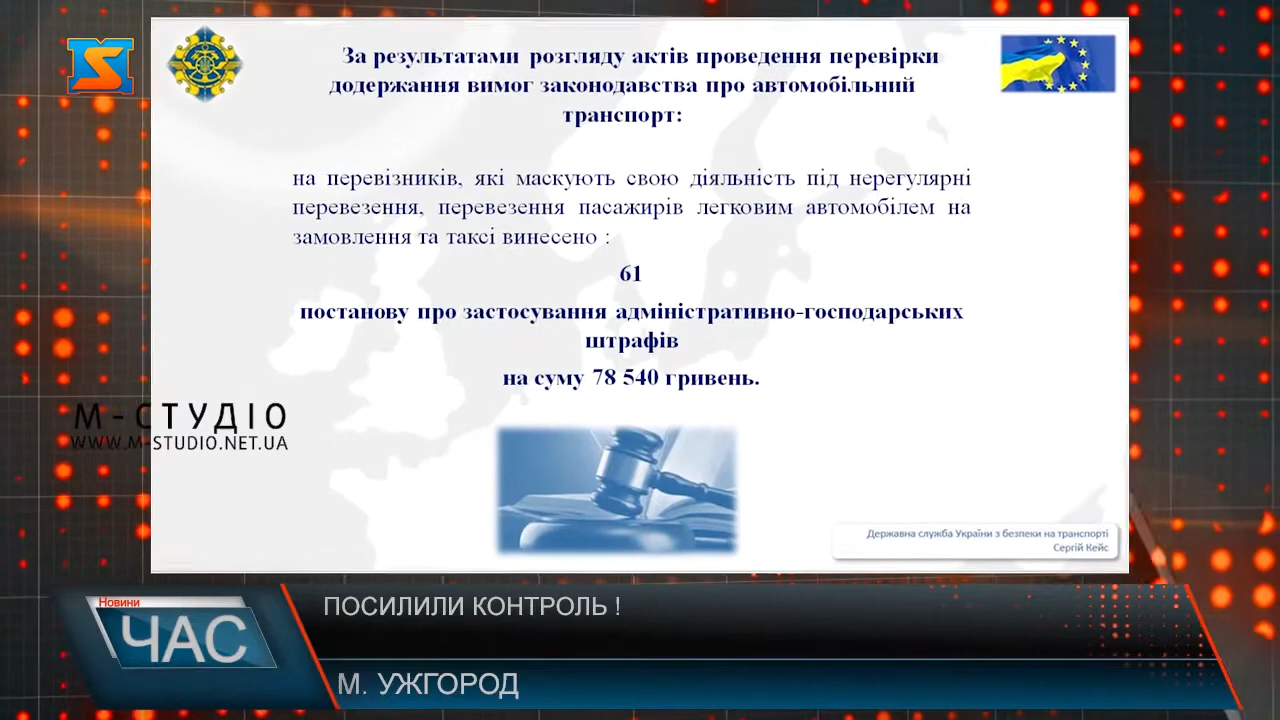 За результатами розгляду актів проведення перевірки
додержання вимог законодавства про автомобільний
транспорт:
на перевізників, які маскують свою діяльність під нерегулярні
перевезення, перевезення пасажирів легковим автомобілем на
замовлення та таксі винесено :
61
постанову про застосування адміністративно-господарських
штрафів
на суму 78 540 гривень.
М-СТУДІО
WWW.M-STUDIO.NET.UA
Державна служба України з безпеки на транспорті
Сергій Кейс
Новини
ЧАС
ПОСИЛИЛИ КОНТРОЛЬ !
М. УЖГОРОД